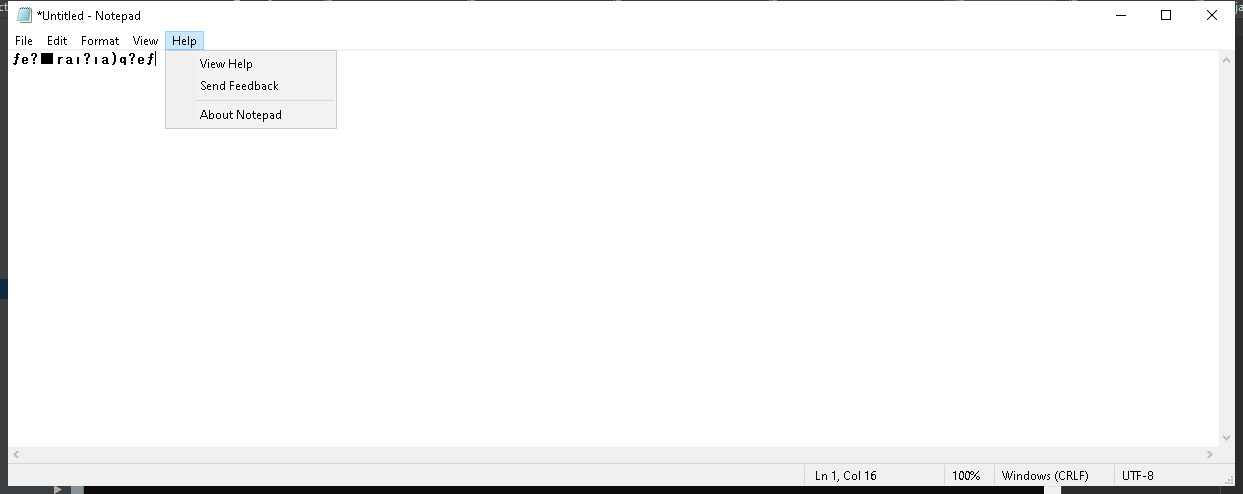 *Untitled - Notepad
File Edit Format View Help
ƒe?■raı?ıa)q?eƒ
View Help
Send Feedback
About Notepad
Ln 1, Col 16 100% Windows (CRLF) UTF-8